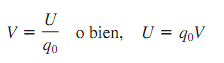 V = U / q₀ o bien, U = q₀V